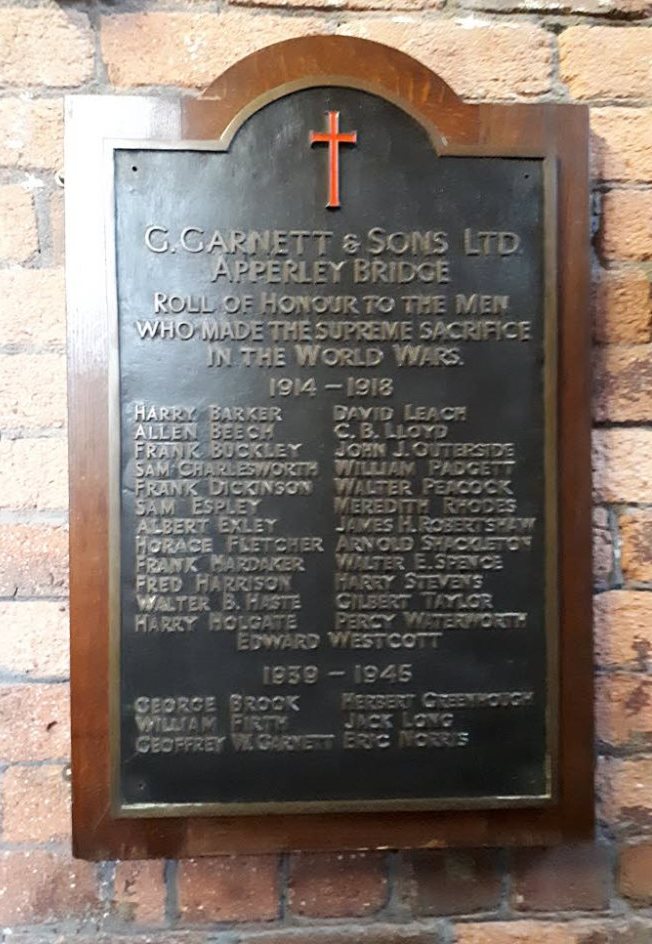 G. GARNETT & SONS LTD.
APPERLEY BRIDGE
ROLL OF HONOUR TO THE MEN
WHO MADE THE SUPREME SACRIFICE
IN THE WORLD WARS.
1914 – 1918
HARRY BARKER DAVID LEACH
ALLEN BEECH C. B. LLOYD
FRANK BUCKLEY JOHN J. OUTERSIDE
SAM CHARLESWORTH WILLIAM PADGETT
FRANK DICKINSON WALTER PEACOCK
SAM ESPLEY MEREDITH RHODES
ALBERT EXLEY JAMES H. ROBERTSHAW
HORACE FLETCHER ARNOLD SHACKLETON
FRANK HARDAKER WALTER E. SPENCE
FRED HARRISON HARRY STEVENS
WALTER B. HASTE GILBERT TAYLOR
HARRY HOLGATE PERCY WATERWORTH
EDWARD WESTCOTT
1939 – 1945
GEORGE BROOK HERBERT GREENHOUGH
WILLIAM FIRTH JACK LONG
GEOFFREY W. GARNETT ERIC NORRIS